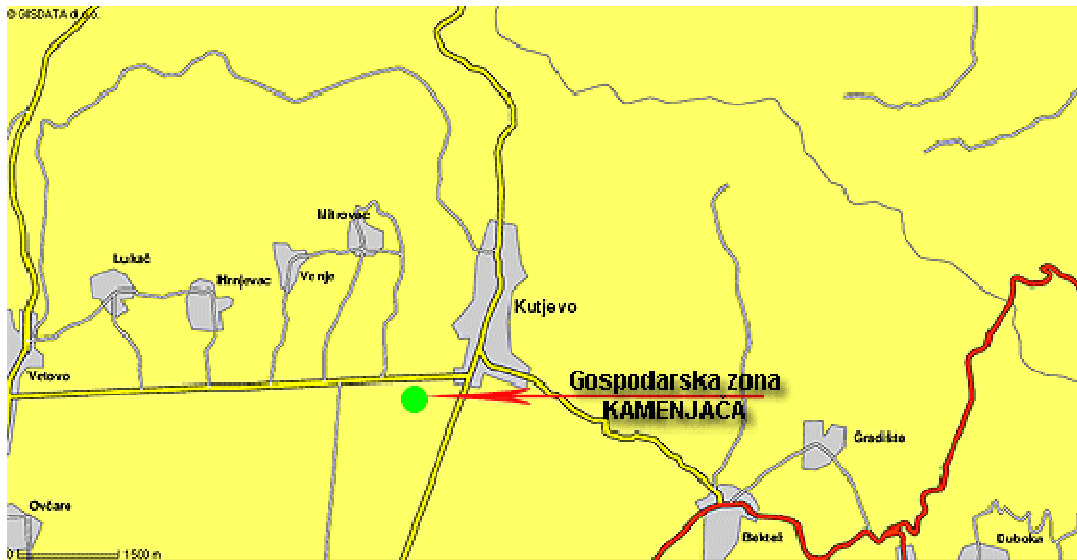 © GISDATA d.o.o.
Mitrovac
Lukač
Hrnjevac
Venje
Kutjevo
Vetovo
Gospodarska zona
KAMENJAČA
Gradište
Ovčare
Bektež
Duboka
0 1500 m